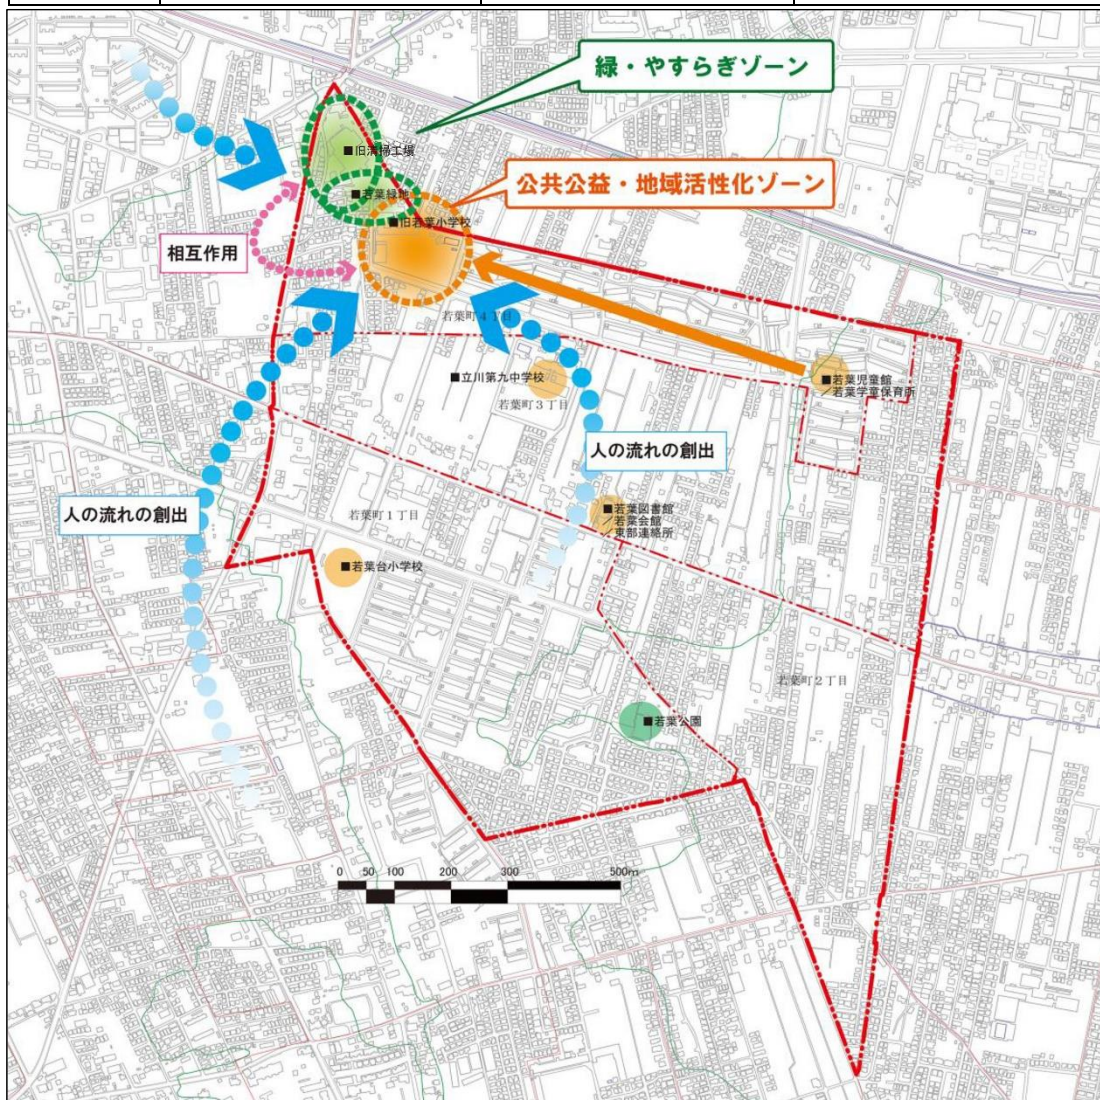 緑・やすらぎゾーン
■旧清掃工場
公共公益・地域活性化ゾーン
■若葉緑地
■旧若葉小学校
相互作用
若葉町4丁目
■立川第九中学校
■若葉児童館
／若葉学童保育所
若葉町3丁目
人の流れの創出
人の流れの創出
若葉町1丁目
■若葉図書館
／若葉会館
／東部連絡所
■若葉台小学校
若葉町2丁目
■若葉公園
0 50 100 200 300 500m